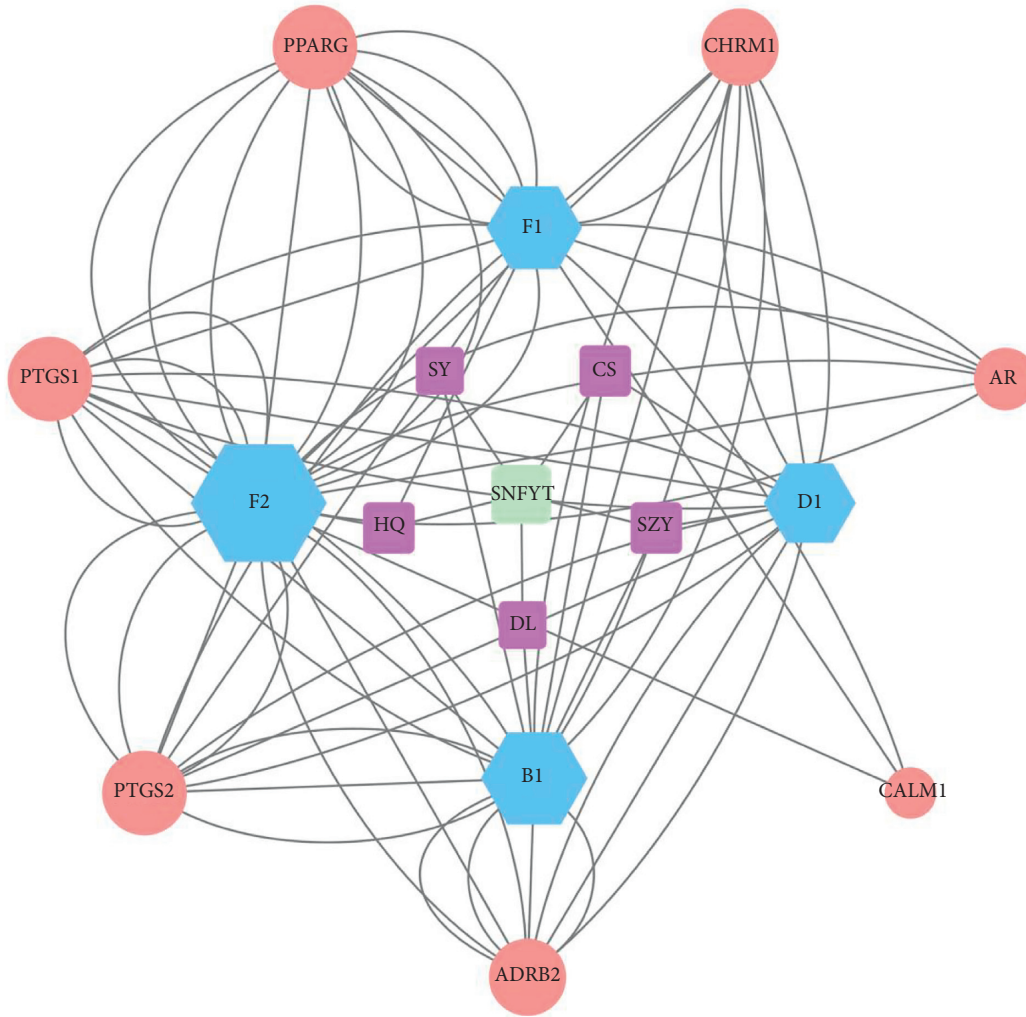 PPARG
CHRM1
F1
SY
CS
PTGS1
AR
F2
SNFYT
D1
HQ
SZY
DL
B1
PTGS2
CALM1
ADRB2